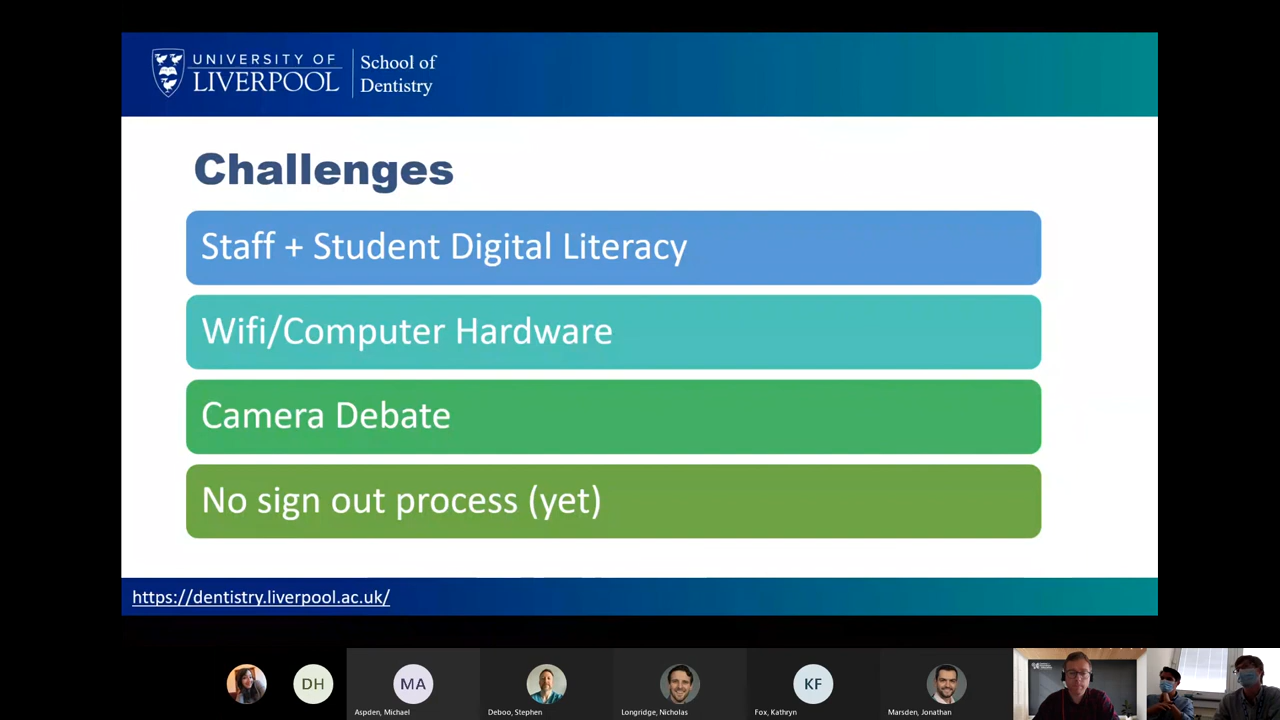 UNIVERSITY OF
LIVERPOOL
School of
Dentistry
Challenges
Staff + Student Digital Literacy
Wifi/Computer Hardware
Camera Debate
No sign out process (yet)
https://dentistry.liverpool.ac.uk/
DH
MA
KF
Aspden, Michael
Deboo, Stephen
Longridge, Nicholas
Fox, Kathryn
Marsden, Jonathan